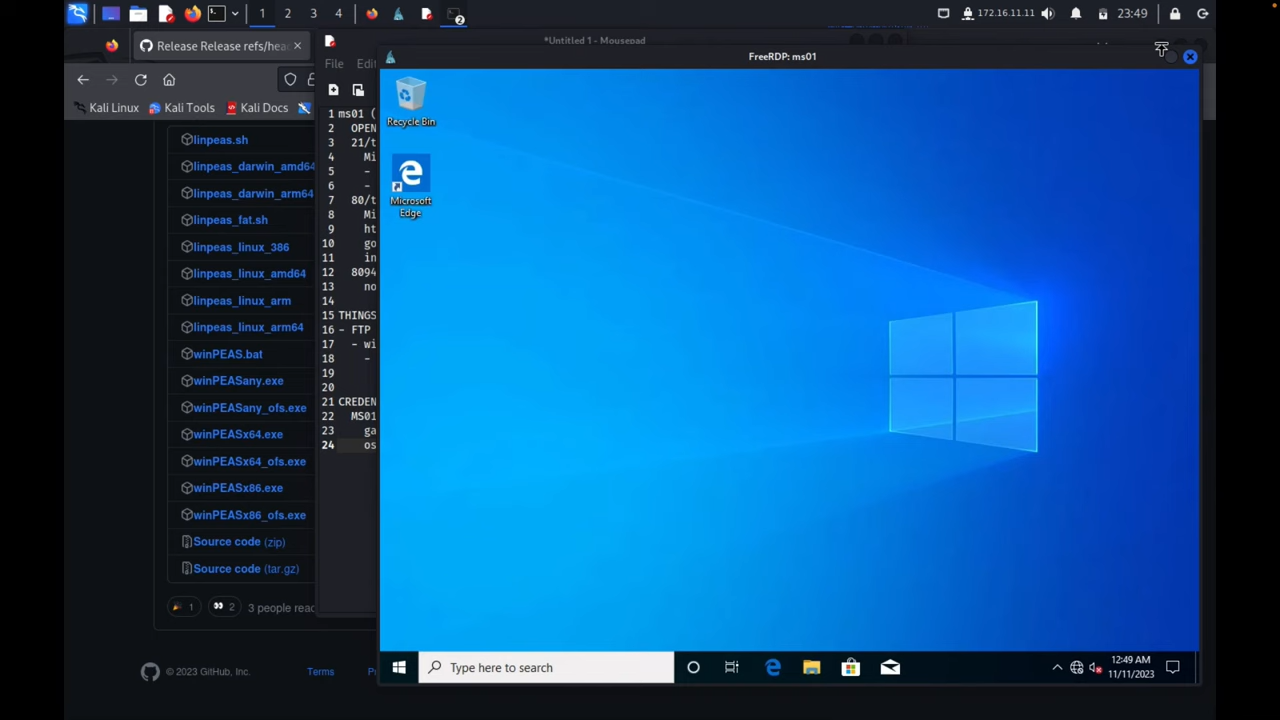 1
2
3
4
2
172.16.11.11
23:49
Release Release refs/hea
*Untitled 1 - Mousepad
File
Edi
FreeRDP: ms01
Kali Linux
Kali Tools
Kali Docs
linpeas.sh
linpeas_darwin_amd64
linpeas_darwin_arm64
linpeas_fat.sh
linpeas_linux_386
linpeas_linux_amd64
linpeas_linux_arm
linpeas_linux_arm64
winPEAS.bat
winPEASany.exe
winPEASany_ofs.exe
winPEASx64.exe
winPEASx64_ofs.exe
winPEASx86.exe
winPEASx86_ofs.exe
Source code (zip)
Source code (tar.gz)
1
2
3 people reac
© 2023 GitHub, Inc.
Terms
1 ms01 (
2 OPEN
3 21/t
4 Mi
5 -
6 -
7 80/t
8 Mi
9 ht
10 go
11 in
12 8094
13 no
14
15 THINGS
16 - FTP
17 - wi
18 -
19
20
21 CREDEN
22 MS01
23 ga
24 os
Recycle Bin
Microsoft
Edge
Type here to search
12:49 AM
11/11/2023